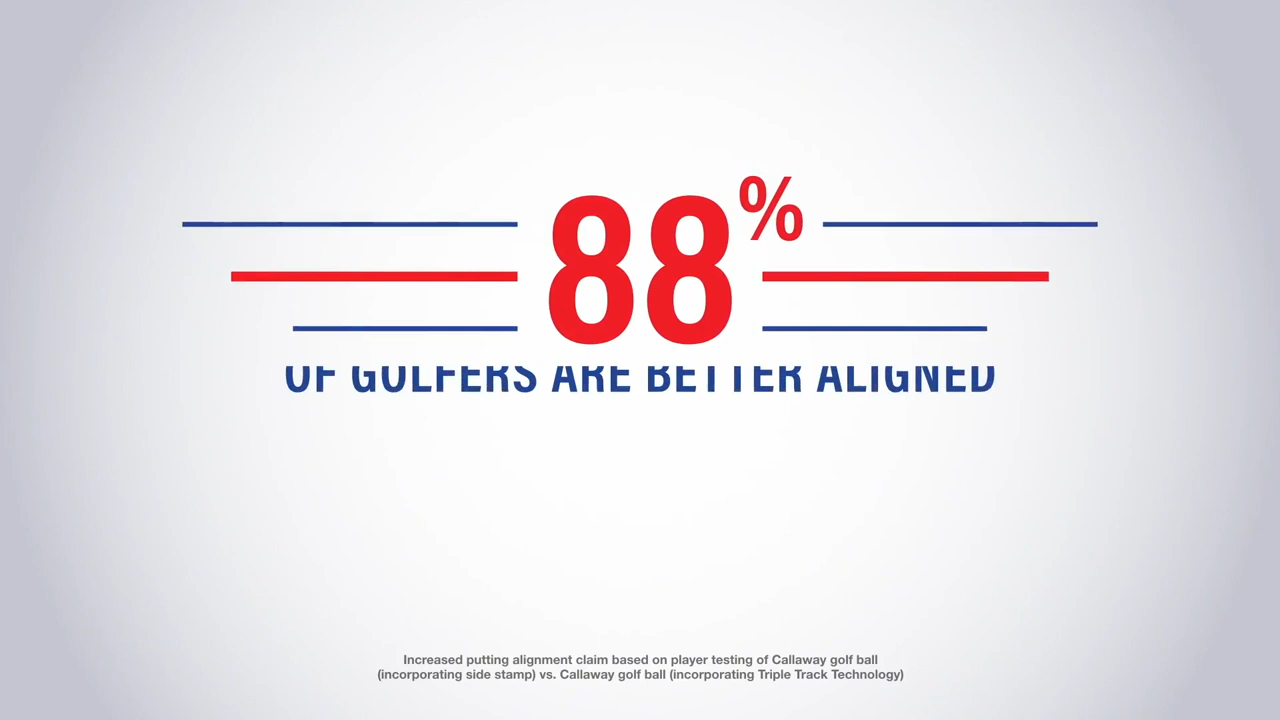 88%
OF GOLFERS ARE BETTER ALIGNED
Increased putting alignment claim based on player testing of Callaway golf ball
(incorporating side stamp) vs. Callaway golf ball (incorporating Triple Track Technology)